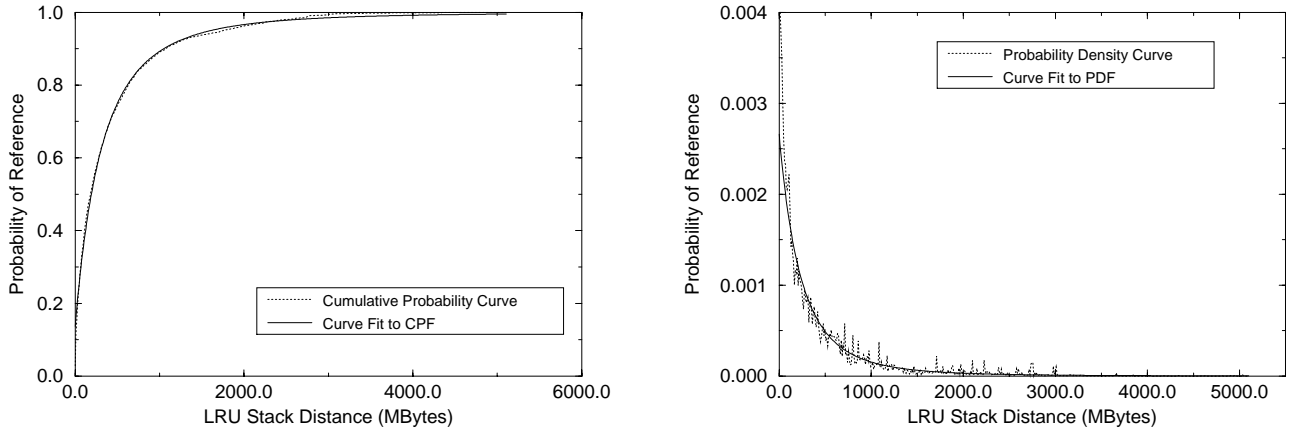 1.0
0.8
0.6
0.4
0.2
0.0
Probability of Reference
Cumulative Probability Curve
Curve Fit to CPF
0.0 2000.0 4000.0 6000.0
LRU Stack Distance (MBytes)
0.004
0.003
0.002
0.001
0.000
Probability of Reference
Probability Density Curve
Curve Fit to PDF
0.0 1000.0 2000.0 3000.0 4000.0 5000.0
LRU Stack Distance (MBytes)